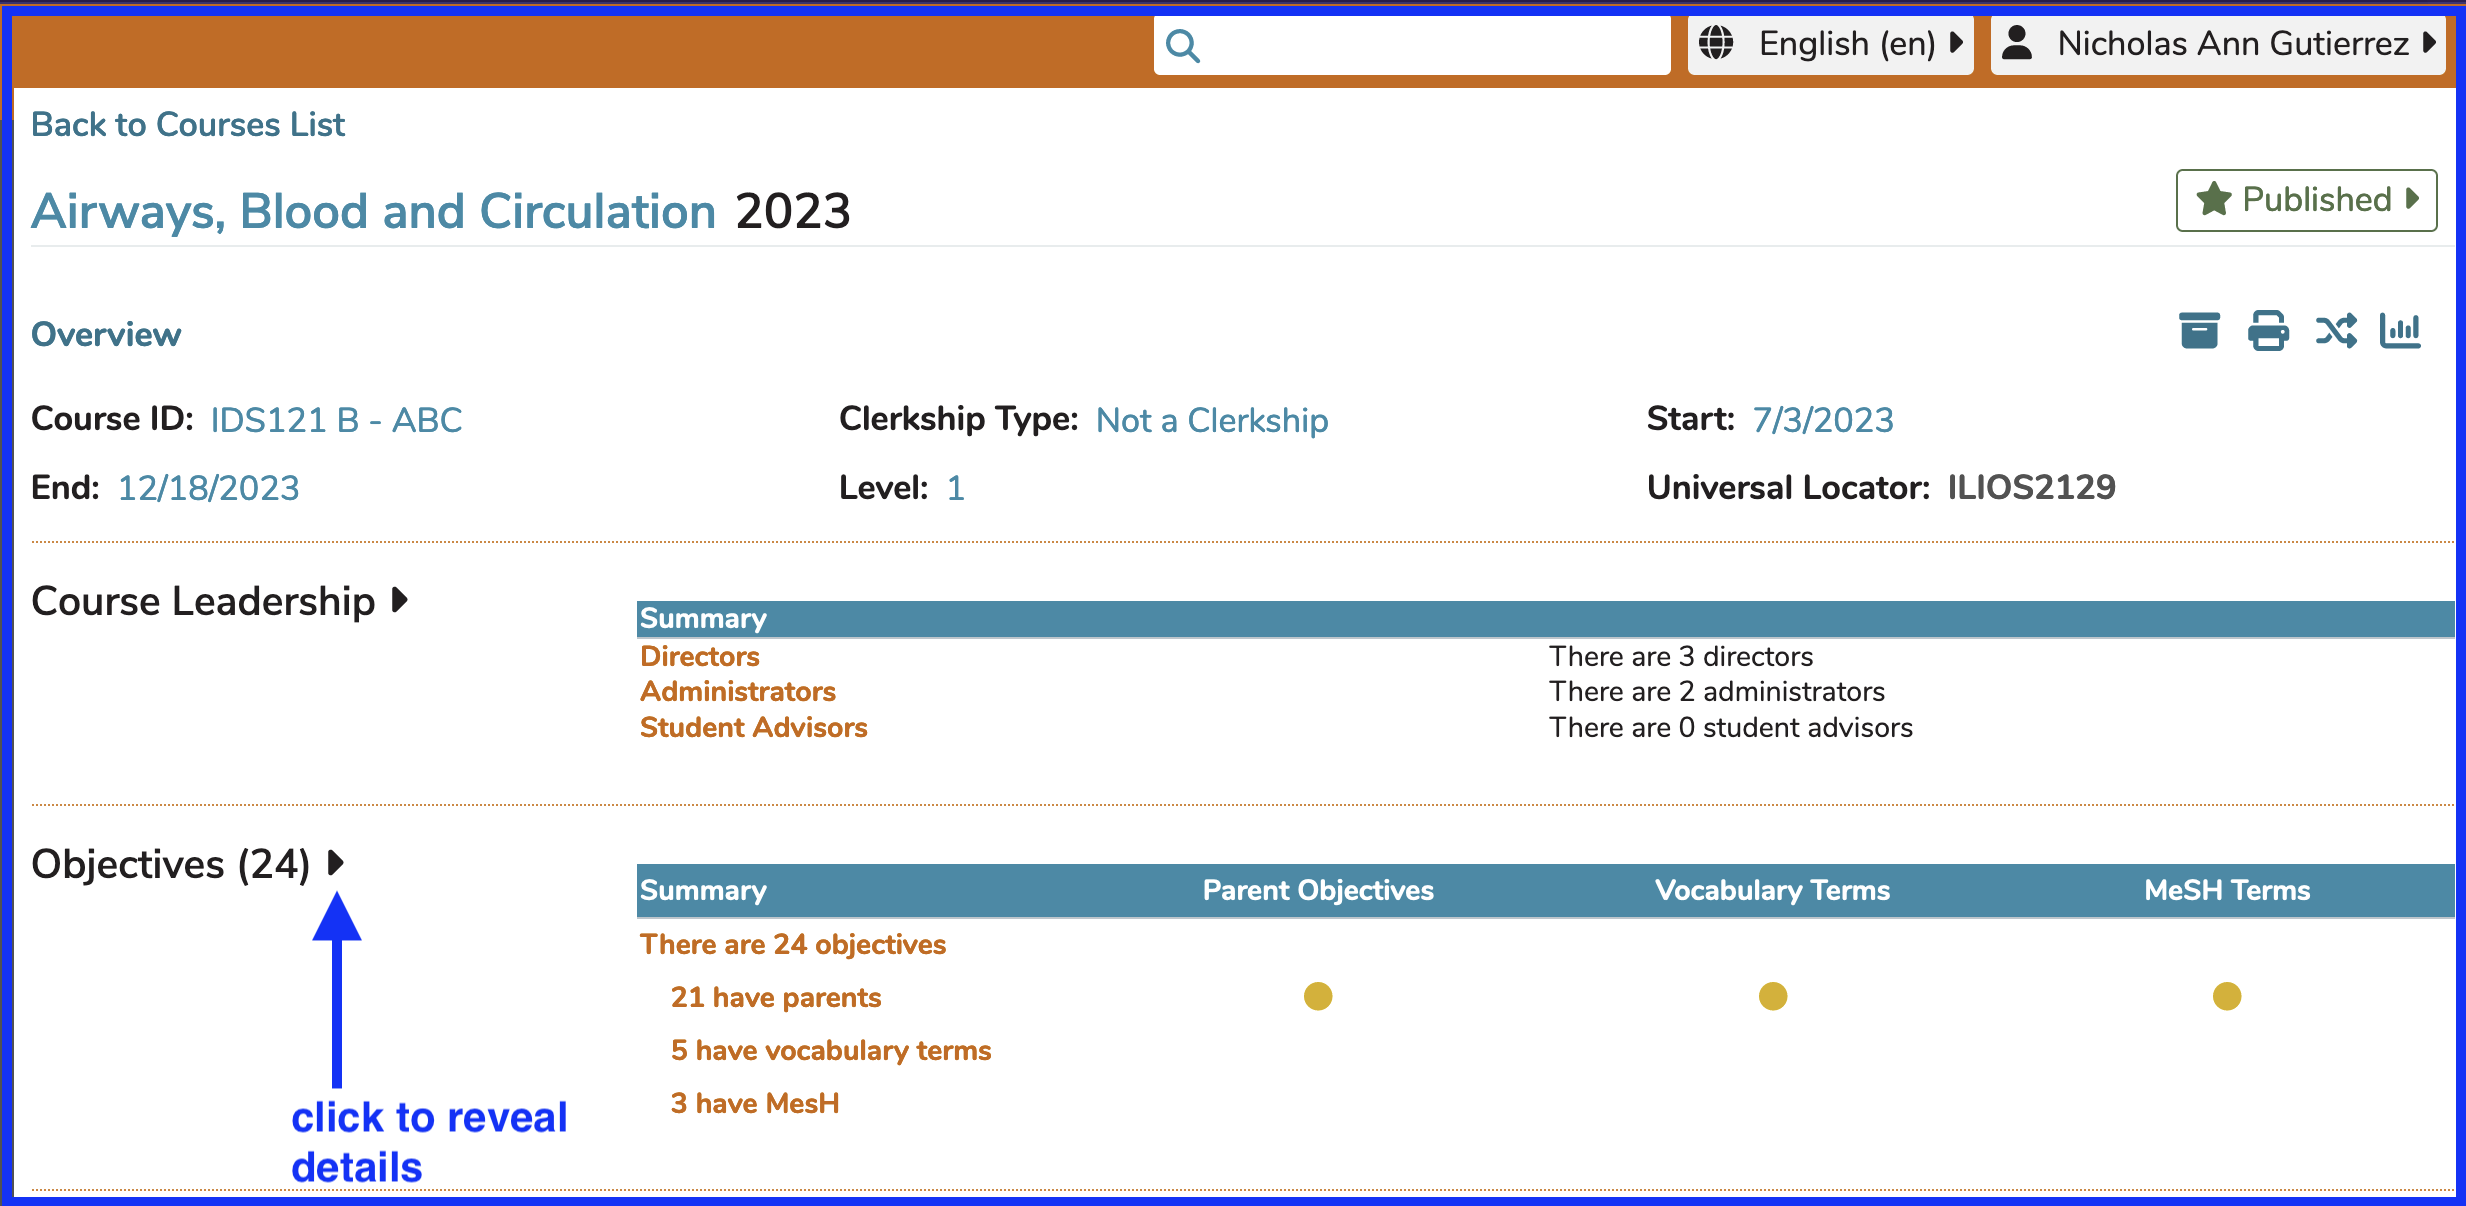 English (en) Nicholas Ann Gutierrez
Back to Courses List
Airways, Blood and Circulation 2023
Published
Overview
Course ID: IDS121 B - ABC Clerkship Type: Not a Clerkship Start: 7/3/2023
End: 12/18/2023 Level: 1 Universal Locator: ILIOS2129
Course Leadership
Summary
Directors There are 3 directors
Administrators There are 2 administrators
Student Advisors There are 0 student advisors
Objectives (24)
Summary Parent Objectives Vocabulary Terms MeSH Terms
There are 24 objectives
21 have parents
5 have vocabulary terms
3 have MesH
click to reveal
details